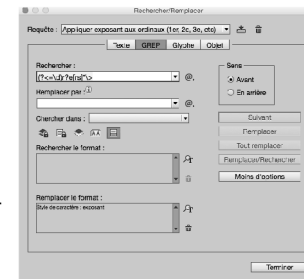 Rechercher/Remplacer
Requête : [Appliquer exposant aux ordinaux (1er, 2e, 3e, etc)
Texte GREP Glyphe Objet
Rechercher :
(?<=\d)r?e[rs]*\>
Remplacer par :
Chercher dans :
Rechercher le format :
Remplacer le format :
Style de caractère : exposant
Sens
Avant
En arrière
Suivant
Remplacer
Tout remplacer
Remplacer/Rechercher
Moins d'options
Terminer